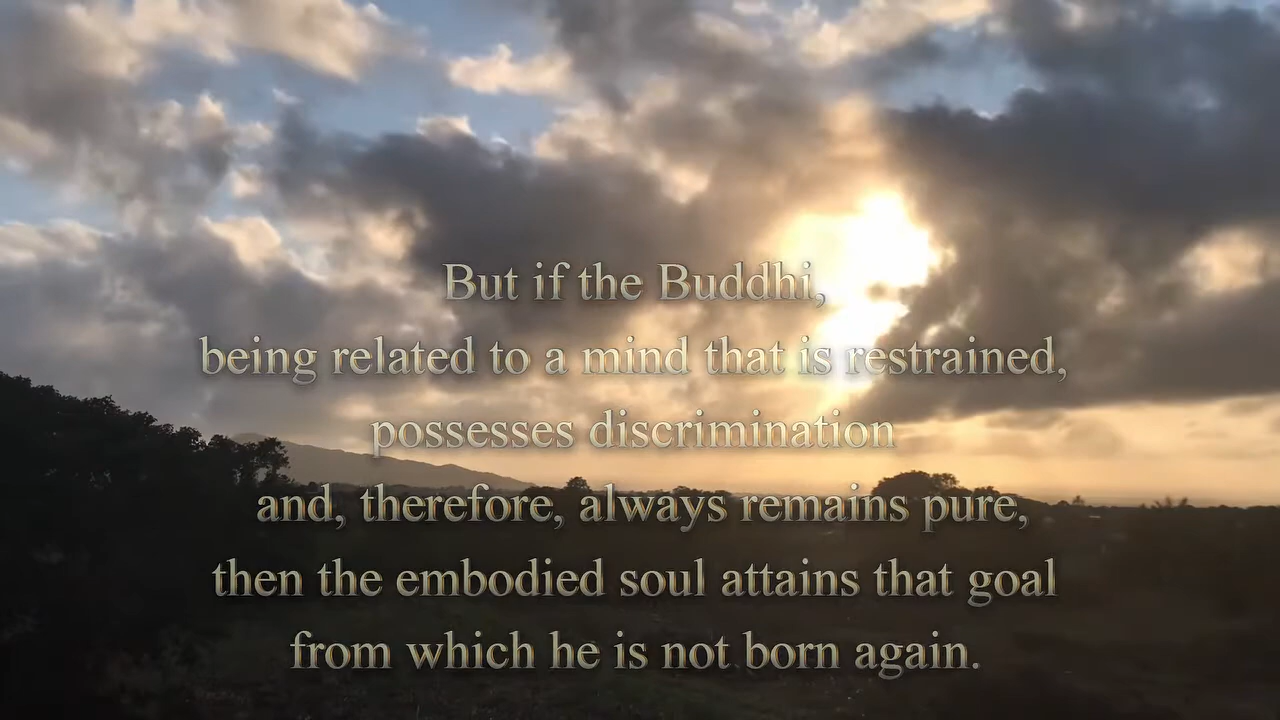 But if the Buddhi,
being related to a mind that is restrained,
possesses discrimination
and, therefore, always remains pure,
then the embodied soul attains that goal
from which he is not born again.